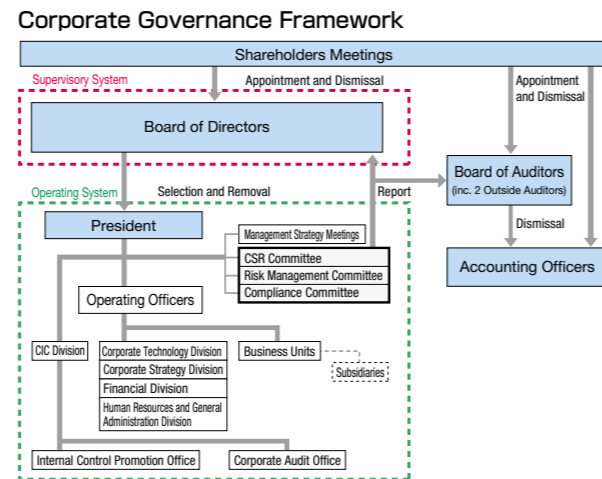 Corporate Governance Framework
Shareholders Meetings
Supervisory System
Appointment and Dismissal
Appointment
and Dismissal
Board of Directors
Board of Auditors
(inc. 2 Outside Auditors)
Operating System
Selection and Removal
Report
President
Dismissal
Management Strategy Meetings
CSR Committee
Risk Management Committee
Compliance Committee
Accounting Officers
Operating Officers
CIC Division
Corporate Technology Division
Corporate Strategy Division
Financial Division
Human Resources and General
Administration Division
Business Units
Subsidiaries
Internal Control Promotion Office
Corporate Audit Office